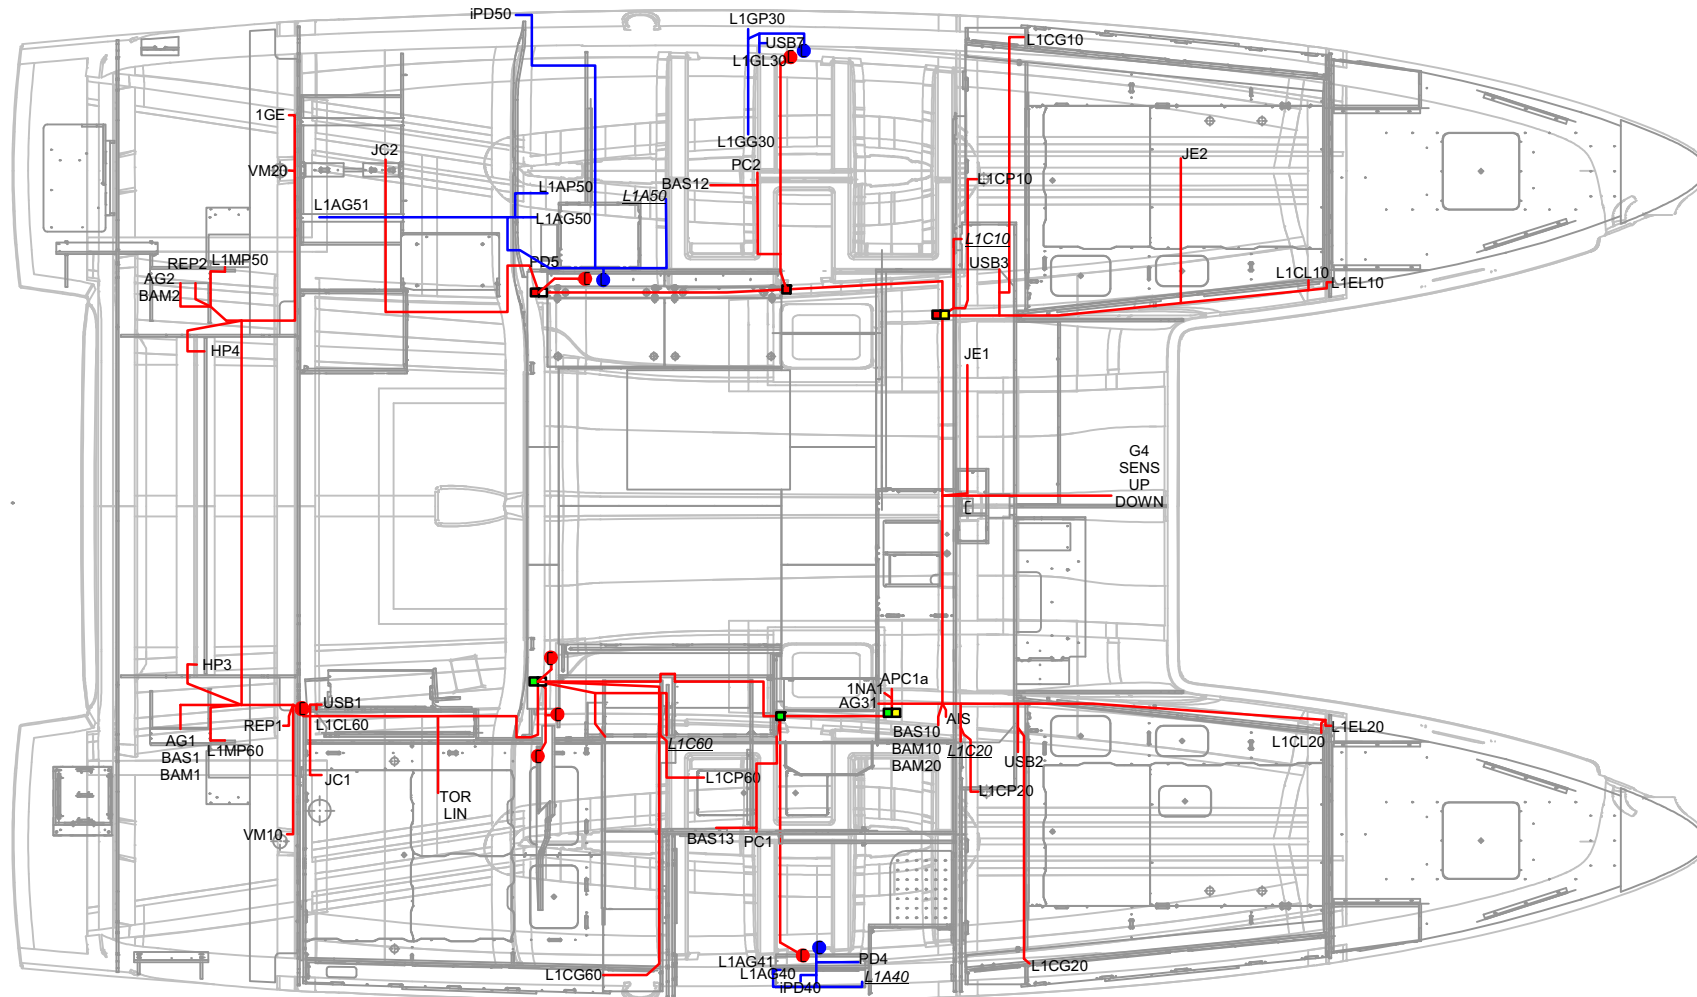 iPD50
L1GP30
USB7
L1GL30
L1CG10
1GE
JC2
L1GG30
VM20
PC2
BAS12
JE2
L1CP10
L1AP50
L1A50
L1AG51
L1AG50
L1C10
REP2
L1MP50
PD5
USB3
AG2
BAM2
L1CL10
L1EL10
HP4
JE1
G4
SENS
UP
DOWN
HP3
APC1a
1NA1
AG31
USB1
REP1
L1CL60
AIS
L1EL20
AG1
BAS1
BAM1
L1MP60
L1C60
BAS10
BAM10
BAM20
L1C20
L1CL20
USB2
JC1
L1CP60
L1CP20
TOR
LIN
VM10
BAS13
PC1
L1AG41
PD4
L1CG20
L1CG60
L1AG40
L1A40
iPD40